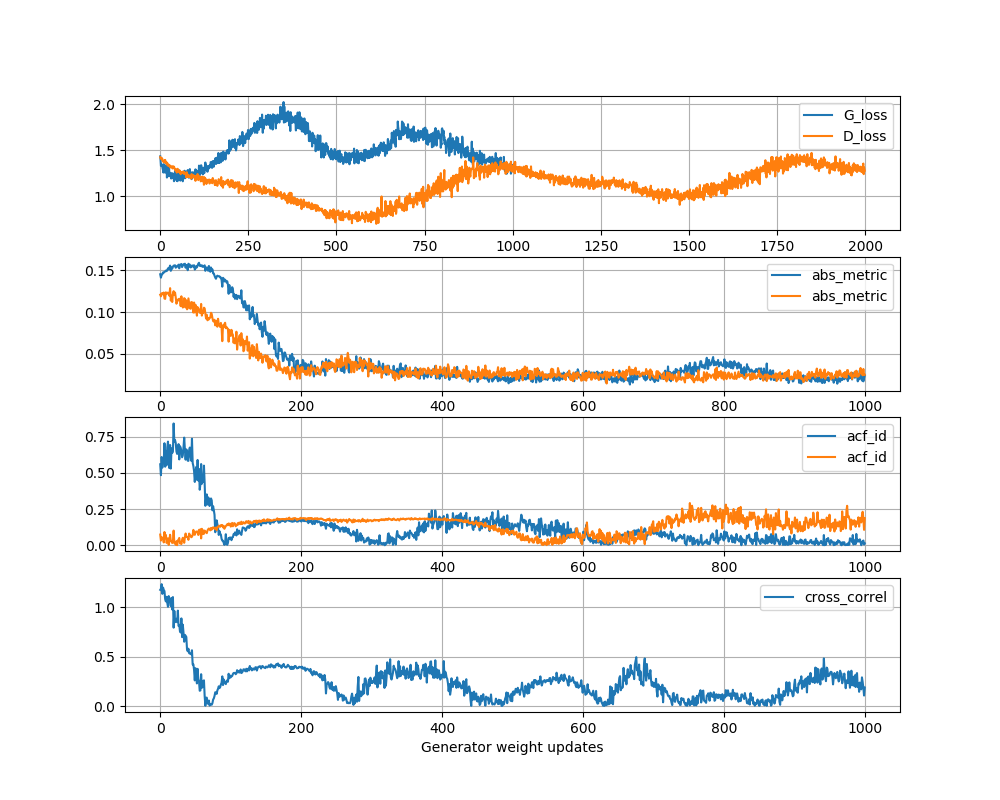 2.0
1.5
1.0
G_loss
D_loss
0 250 500 750 1000 1250 1500 1750 2000
0.15
0.10
0.05
abs_metric
abs_metric
0 200 400 600 800 1000
0.75
0.50
0.25
0.00
acf_id
acf_id
0 200 400 600 800 1000
1.0
0.5
0.0
cross_correl
0 200 400 600 800 1000
Generator weight updates